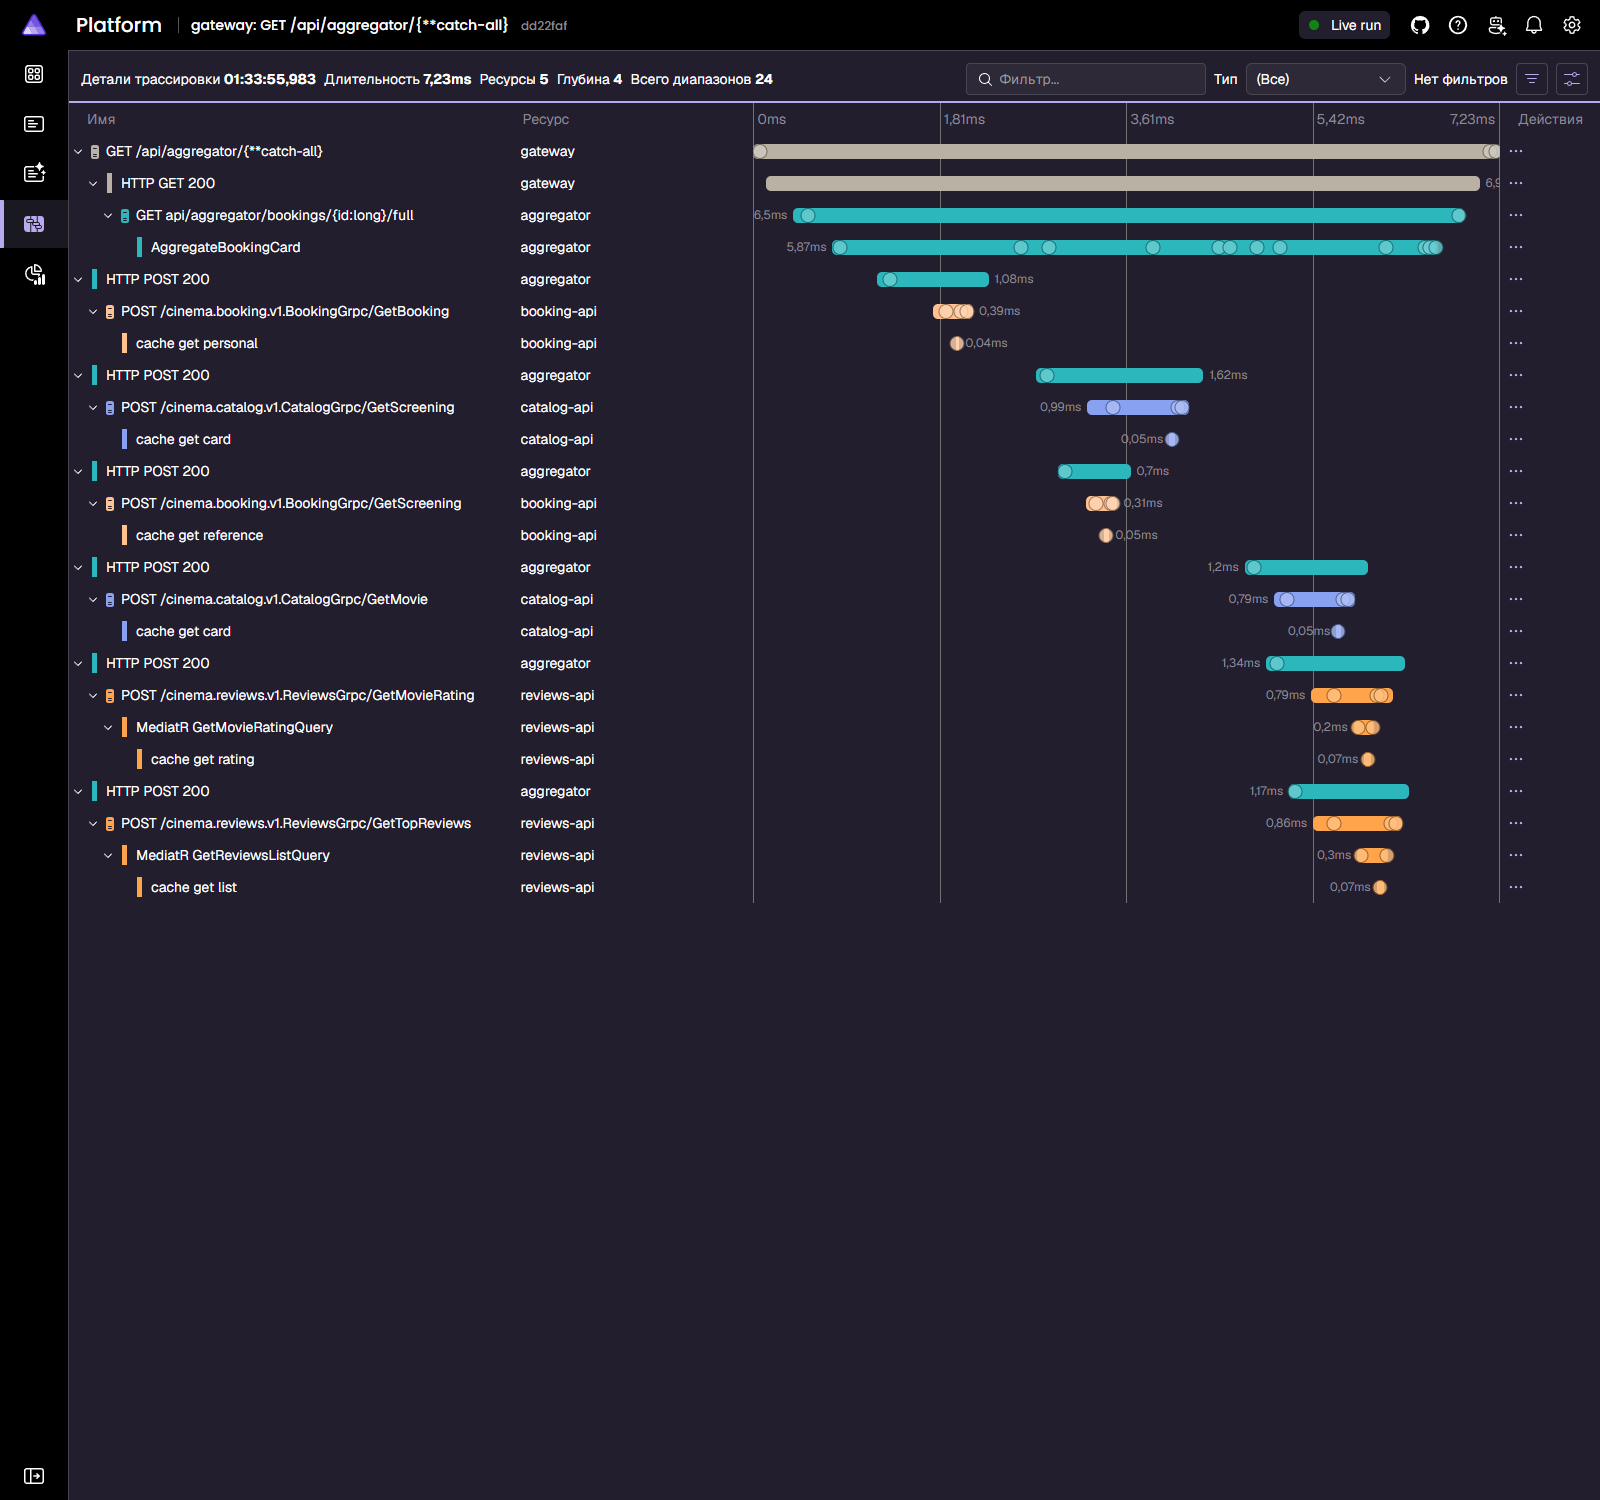 Platform gateway: GET /api/aggregator/{**catch-all} dd22faf Live run
Детали трассировки 01:33:55,983 Длительность 7,23ms Ресурсы 5 Глубина 4 Всего диапазонов 24 Фильтр... Тип (Все) Нет фильтров
Имя Ресурс 0ms 1,81ms 3,61ms 5,42ms 7,23ms Действия
GET /api/aggregator/{**catch-all} gateway
HTTP GET 200 gateway
GET api/aggregator/bookings/{id:long}/full aggregator 6,5ms
AggregateBookingCard aggregator 5,87ms
HTTP POST 200 aggregator 1,08ms
POST /cinema.booking.v1.BookingGrpc/GetBooking booking-api 0,39ms
cache get personal booking-api 0,04ms
HTTP POST 200 aggregator 1,62ms
POST /cinema.catalog.v1.CatalogGrpc/GetScreening catalog-api 0,99ms
cache get card catalog-api 0,05ms
HTTP POST 200 aggregator 0,7ms
POST /cinema.booking.v1.BookingGrpc/GetScreening booking-api 0,31ms
cache get reference booking-api 0,05ms
HTTP POST 200 aggregator 1,2ms
POST /cinema.catalog.v1.CatalogGrpc/GetMovie catalog-api 0,79ms
cache get card catalog-api 0,05ms
HTTP POST 200 aggregator 1,34ms
POST /cinema.reviews.v1.ReviewsGrpc/GetMovieRating reviews-api 0,79ms
MediatR GetMovieRatingQuery reviews-api 0,2ms
cache get rating reviews-api 0,07ms
HTTP POST 200 aggregator 1,17ms
POST /cinema.reviews.v1.ReviewsGrpc/GetTopReviews reviews-api 0,86ms
MediatR GetReviewsListQuery reviews-api 0,3ms
cache get list reviews-api 0,07ms